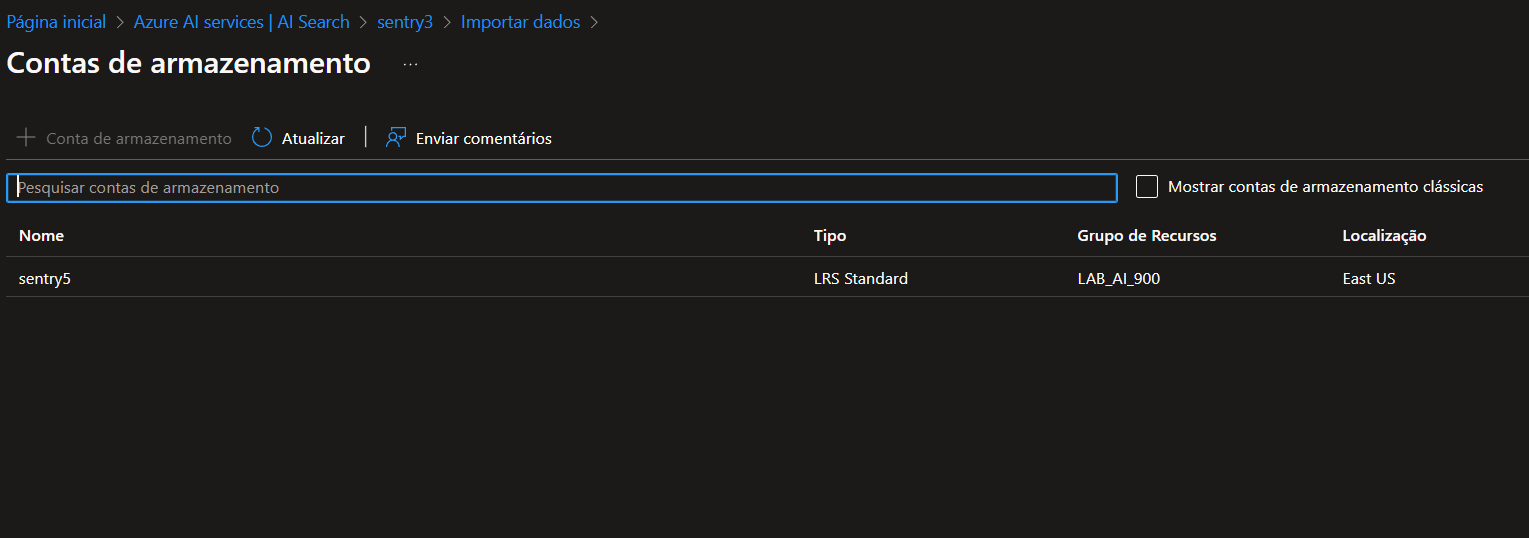 Página inicial > Azure AI services | AI Search > sentry3 > Importar dados >
Contas de armazenamento ...
+ Conta de armazenamento Atualizar | Enviar comentários
Pesquisar contas de armazenamento Mostrar contas de armazenamento clássicas
Nome Tipo Grupo de Recursos Localização
sentry5 LRS Standard LAB_AI_900 East US